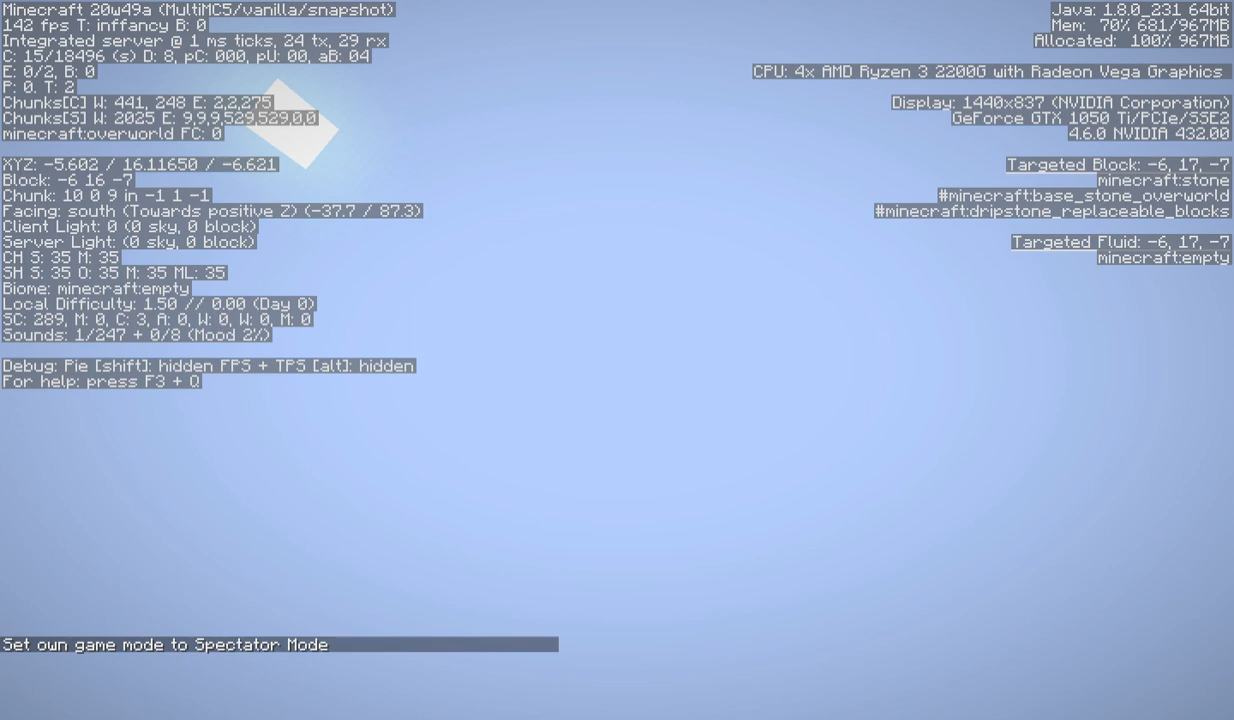 Minecraft 20w49a (MultiMC5/vanilla/snapshot)
142 fps T: inffancy B: 0
Integrated server @ 1 ms ticks, 24 tx, 29 rx
C: 15/18496 (s) D: 8, pC: 000, pU: 00, aB: 04
E: 0/2, B: 0
P: 0. T: 2
Chunks[C] W: 441, 248 E: 2,2,275
Chunks[S] W: 2025 E: 9,9,9,529,529,0,0
minecraft:overworld FC: 0
XYZ: -5.602 / 16.11650 / -6.621
Block: -6 16 -7
Chunk: 10 0 9 in -1 1 -1
Facing: south (Towards positive Z) (-37.7 / 87.3)
Client Light: 0 (0 sky, 0 block)
Server Light: (0 sky, 0 block)
CH S: 35 M: 35
SH S: 35 O: 35 M: 35 ML: 35
Biome: minecraft:empty
Local Difficulty: 1.50 // 0.00 (Day 0)
SC: 289, M: 0, C: 3, A: 0, W: 0, W: 0, M: 0
Sounds: 1/247 + 0/8 (Mood 2%)
Debug: Pie [shift]: hidden FPS + TPS [alt]: hidden
For help: press F3 + Q
Java: 1.8.0_231 64bit
Mem: 70% 681/967MB
Allocated: 100% 967MB
CPU: 4x AMD Ryzen 3 2200G with Radeon Vega Graphics
Display: 1440x837 (NVIDIA Corporation)
GeForce GTX 1050 Ti/PCIe/SSE2
4.6.0 NVIDIA 432.00
Targeted Block: -6, 17, -7
minecraft:stone
#minecraft:base_stone_overworld
#minecraft:dripstone_replaceable_blocks
Targeted Fluid: -6, 17, -7
minecraft:empty
Set own game mode to Spectator Mode